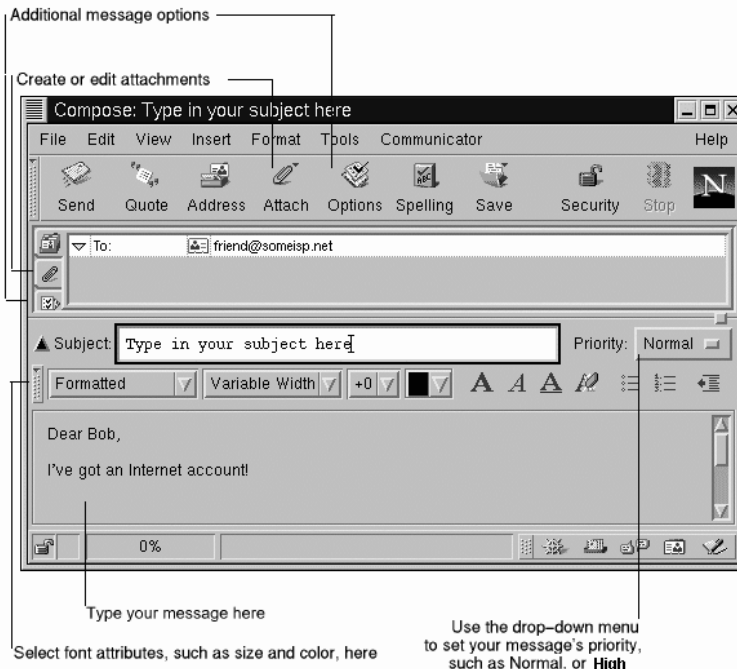 Additional message options
Create or edit attachments
Compose: Type in your subject here
File Edit View Insert Format Tools Communicator Help
Send Quote Address Attach Options Spelling Save Security Stop
N
ABC
To: friend@someisp.net
Subject: Type in your subject here Priority: Normal
Formatted Variable Width +0 A A A
Dear Bob,
I've got an Internet account!
0%
Type your message here
Select font attributes, such as size and color, here
Use the drop-down menu
to set your message's priority,
such as Normal, or High